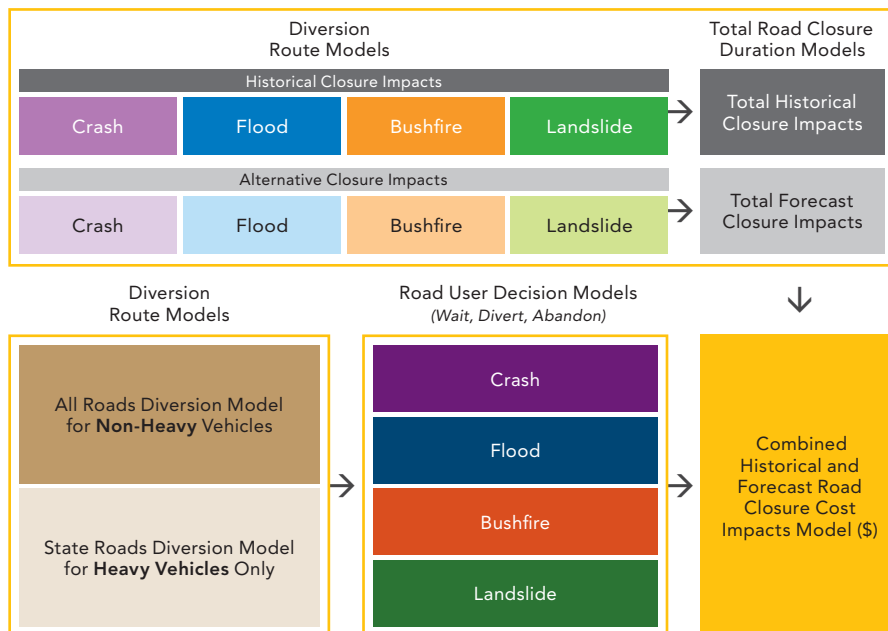 Diversion
Route Models
Total Road Closure
Duration Models
Historical Closure Impacts
Crash
Flood
Bushfire
Landslide
Total Historical
Closure Impacts
Alternative Closure Impacts
Crash
Flood
Bushfire
Landslide
Total Forecast
Closure Impacts
Diversion
Route Models
Road User Decision Models
(Wait, Divert, Abandon)
All Roads Diversion Model
for Non-Heavy Vehicles
State Roads Diversion Model
for Heavy Vehicles Only
Crash
Flood
Bushfire
Landslide
Combined
Historical and
Forecast Road
Closure Cost
Impacts Model ($)